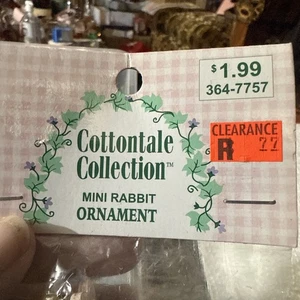 $1.99
364-7757
CLEARANCE
R 77
Cottontale
Collection™
MINI RABBIT
ORNAMENT